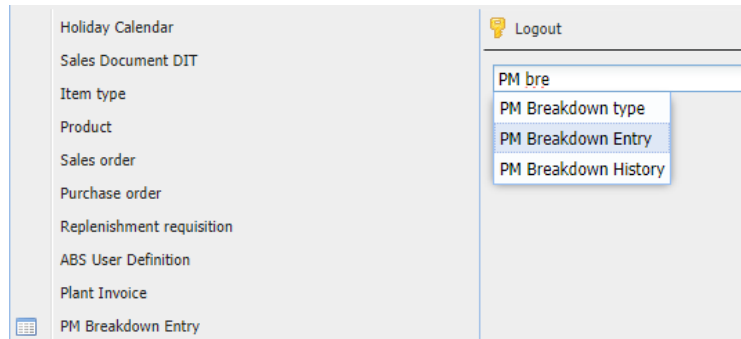 Holiday Calendar
Sales Document DIT
Item type
Product
Sales order
Purchase order
Replenishment requisition
ABS User Definition
Plant Invoice
PM Breakdown Entry
Logout
PM bre
PM Breakdown type
PM Breakdown Entry
PM Breakdown History